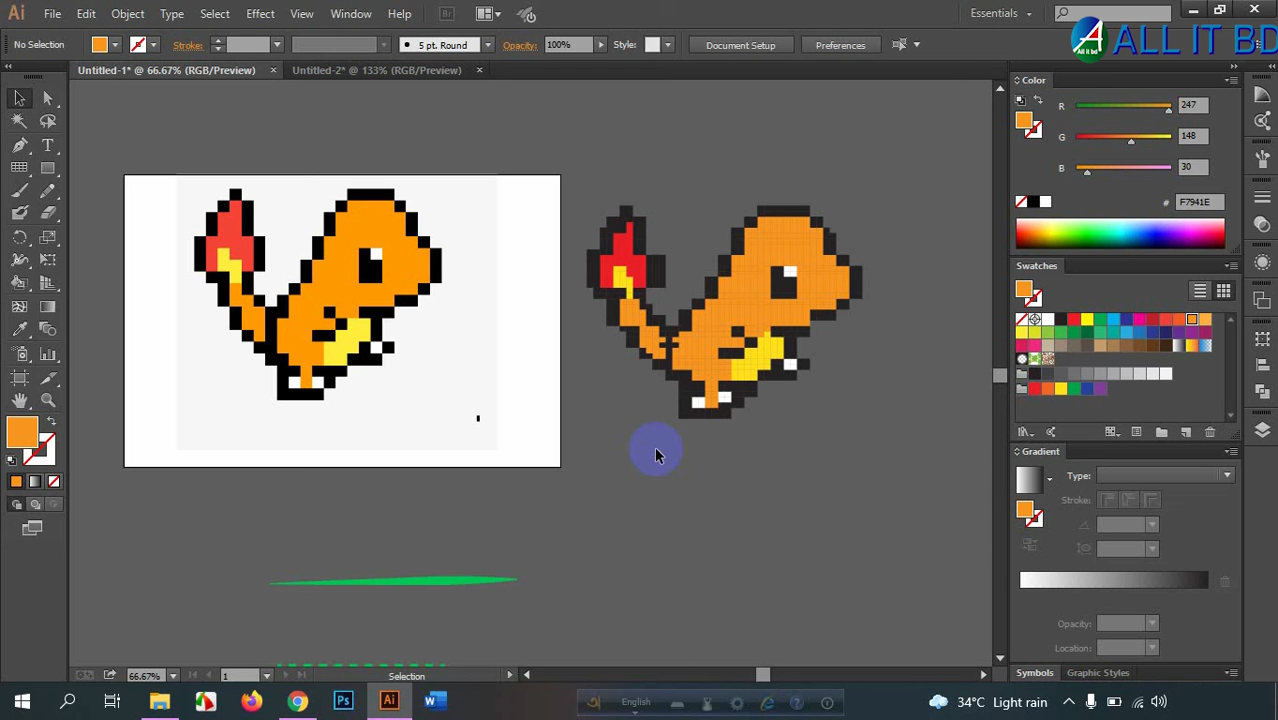 Ai File Edit Object Type Select Effect View Window Help Br Essentials
ALL IT BD
No Selection Stroke: 5 pt. Round Opacity: 100% Style: Document Setup Preferences
Untitled-1* @ 66.67% (RGB/Preview) × Untitled-2* @ 133% (RGB/Preview) ×
Color
R 247
G 148
B 30
# F7941E
Swatches
Gradient
Type:
Stroke:
Opacity:
Location:
Symbols Graphic Styles
66.67% 1 Selection
Ps Ai W English 34°C Light rain